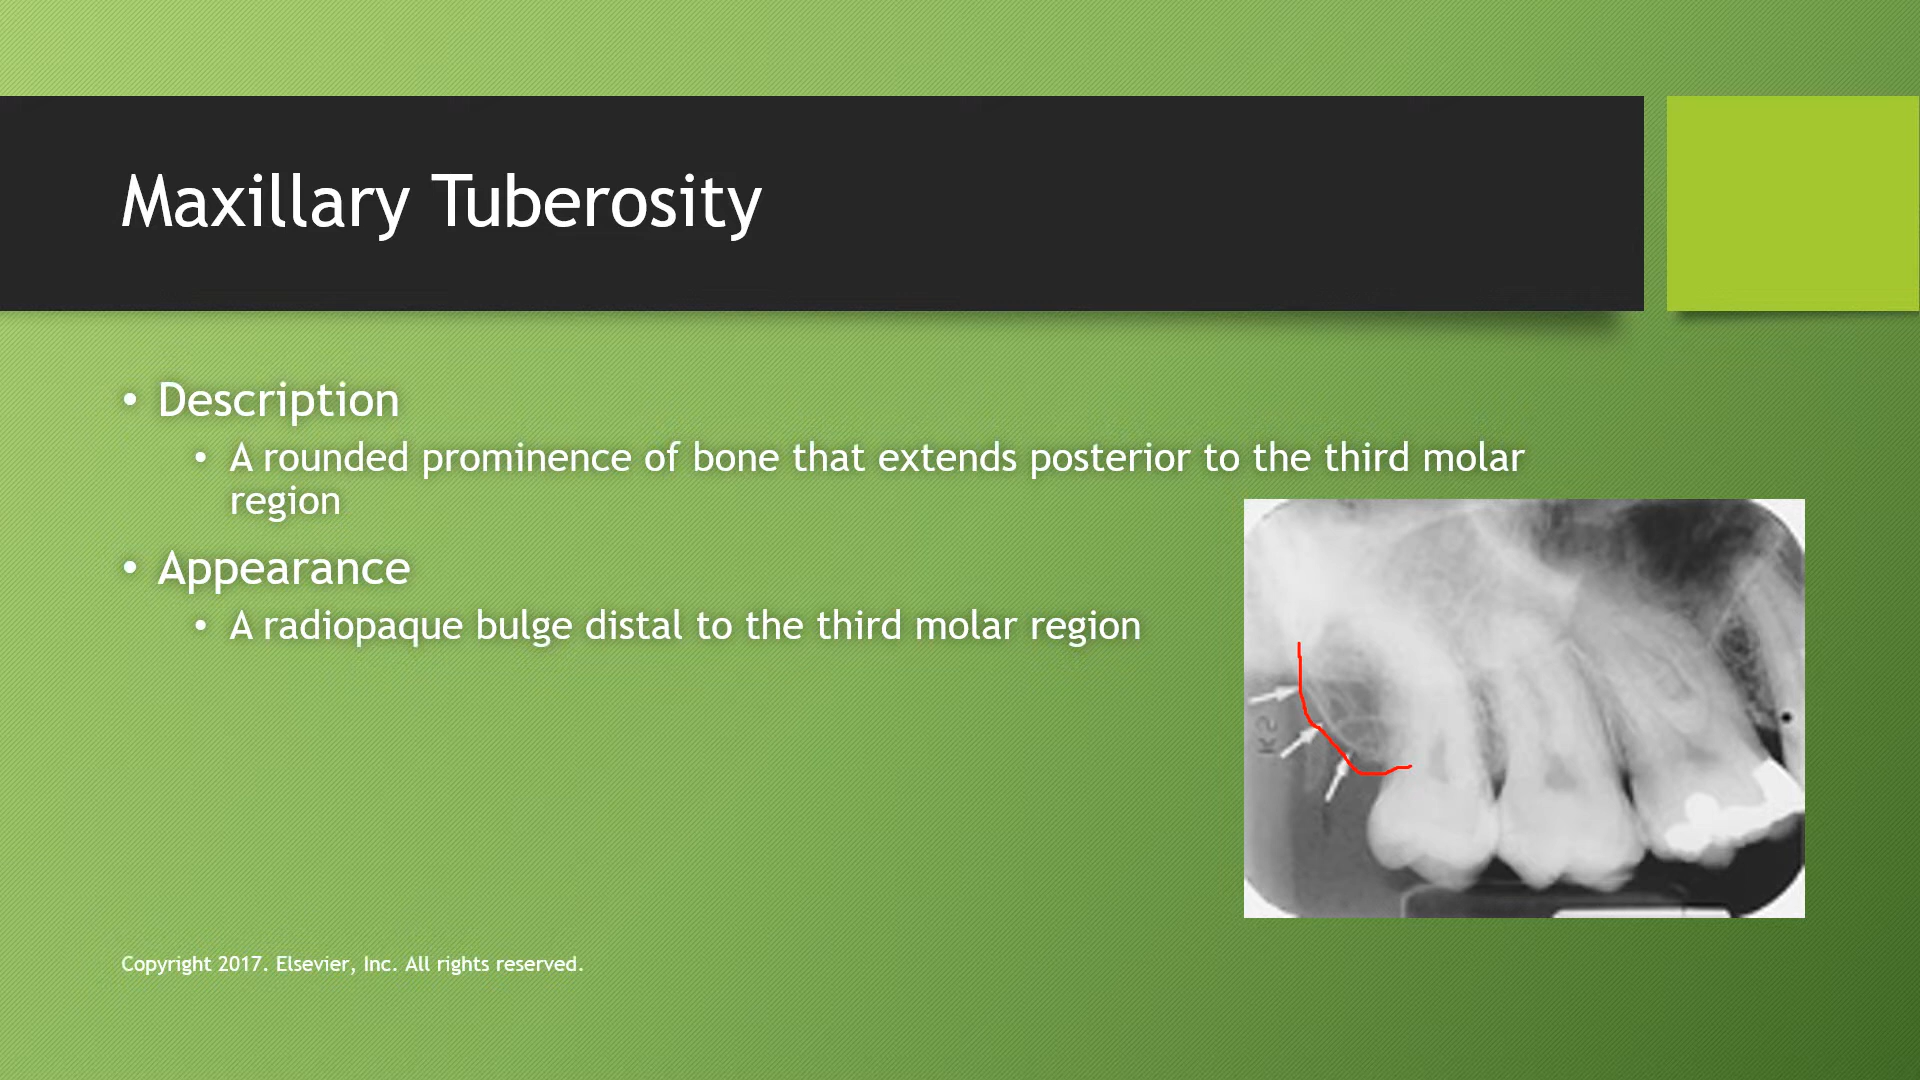 Maxillary Tuberosity
• Description
• A rounded prominence of bone that extends posterior to the third molar
region
• Appearance
• A radiopaque bulge distal to the third molar region
K2
Copyright 2017. Elsevier, Inc. All rights reserved.